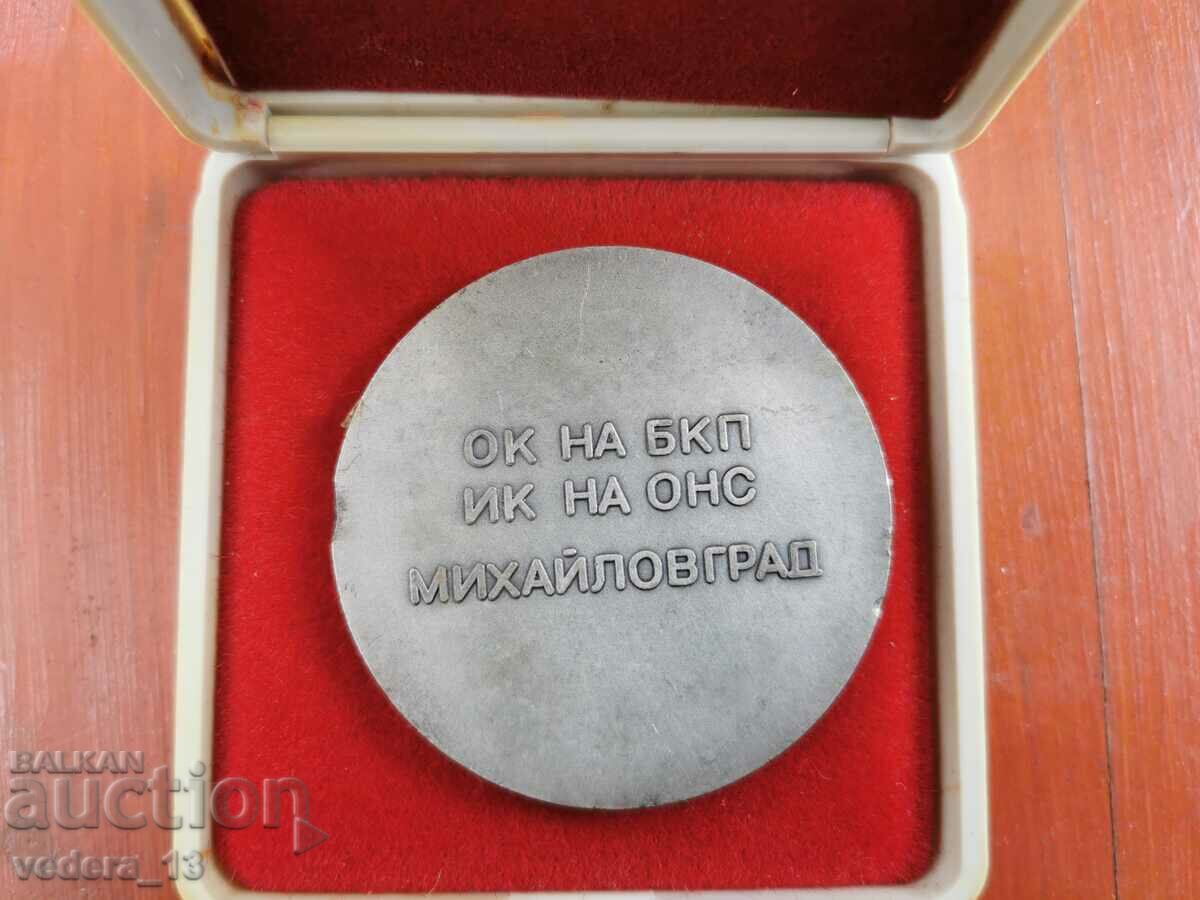 ОК НА БКП
ИК НА ОНС
МИХАЙЛОВГРАД
BALKAN
auction
vedera_13